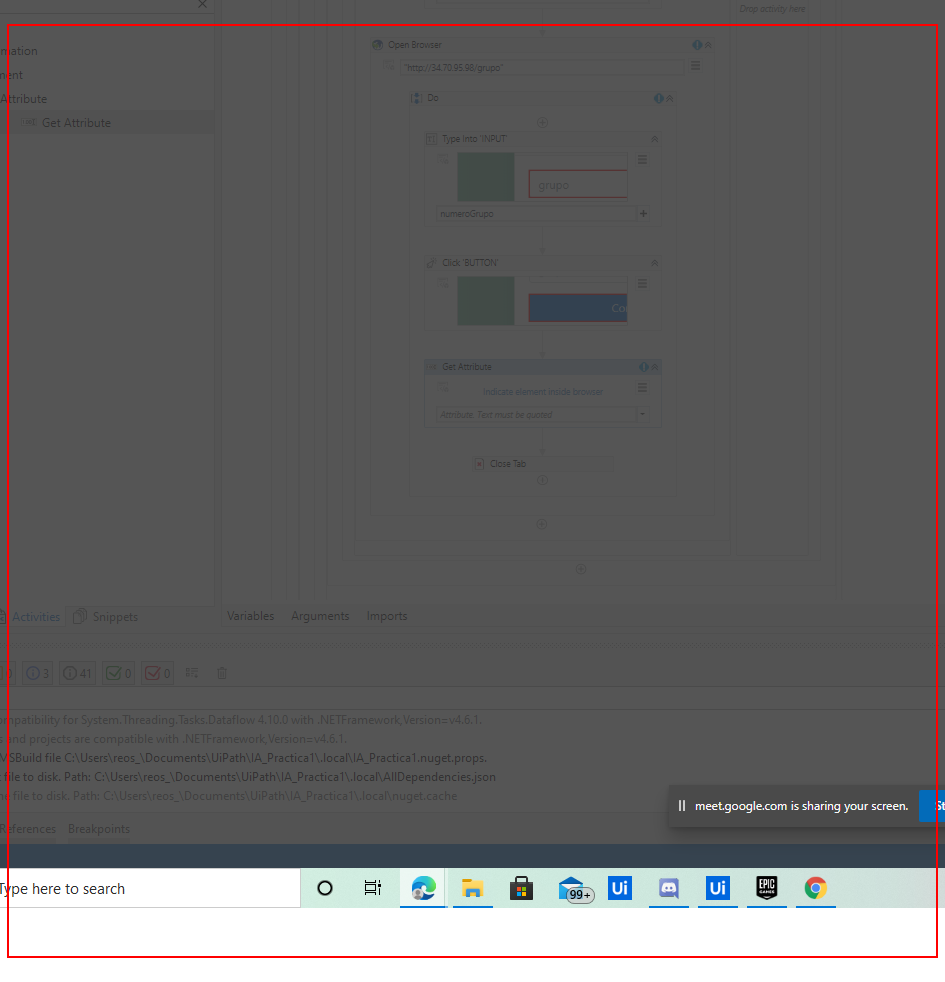 Drop activity here
mation
Open Browser
"http://34.70.95.98/grupo"
ment
Attribute
Do
Get Attribute
Type Into 'INPUT'
grupo
numeroGrupo
Click 'BUTTON'
Get Attribute
Indicate element inside browser
Attribute. Text must be quoted
Close Tab
Activities
Snippets
Variables
Arguments
Imports
0
3
41
0
0
ompatibility for System.Threading.Tasks.Dataflow 4.10.0 with .NETFramework,Version=v4.6.1.
s and projects are compatible with .NETFramework,Version=v4.6.1.
MSBuild file C:\Users\reos_\Documents\UiPath\IA_Practica1\.local\IA_Practica1.nuget.props.
file to disk. Path: C:\Users\reos_\Documents\UiPath\IA_Practica1\.local\AllDependencies.json
he file to disk. Path: C:\Users\reos_\Documents\UiPath\IA_Practica1\.local\nuget.cache
meet.google.com is sharing your screen.
St
References
Breakpoints
Type here to search
99+
Ui
Ui
EPIC
GAMES